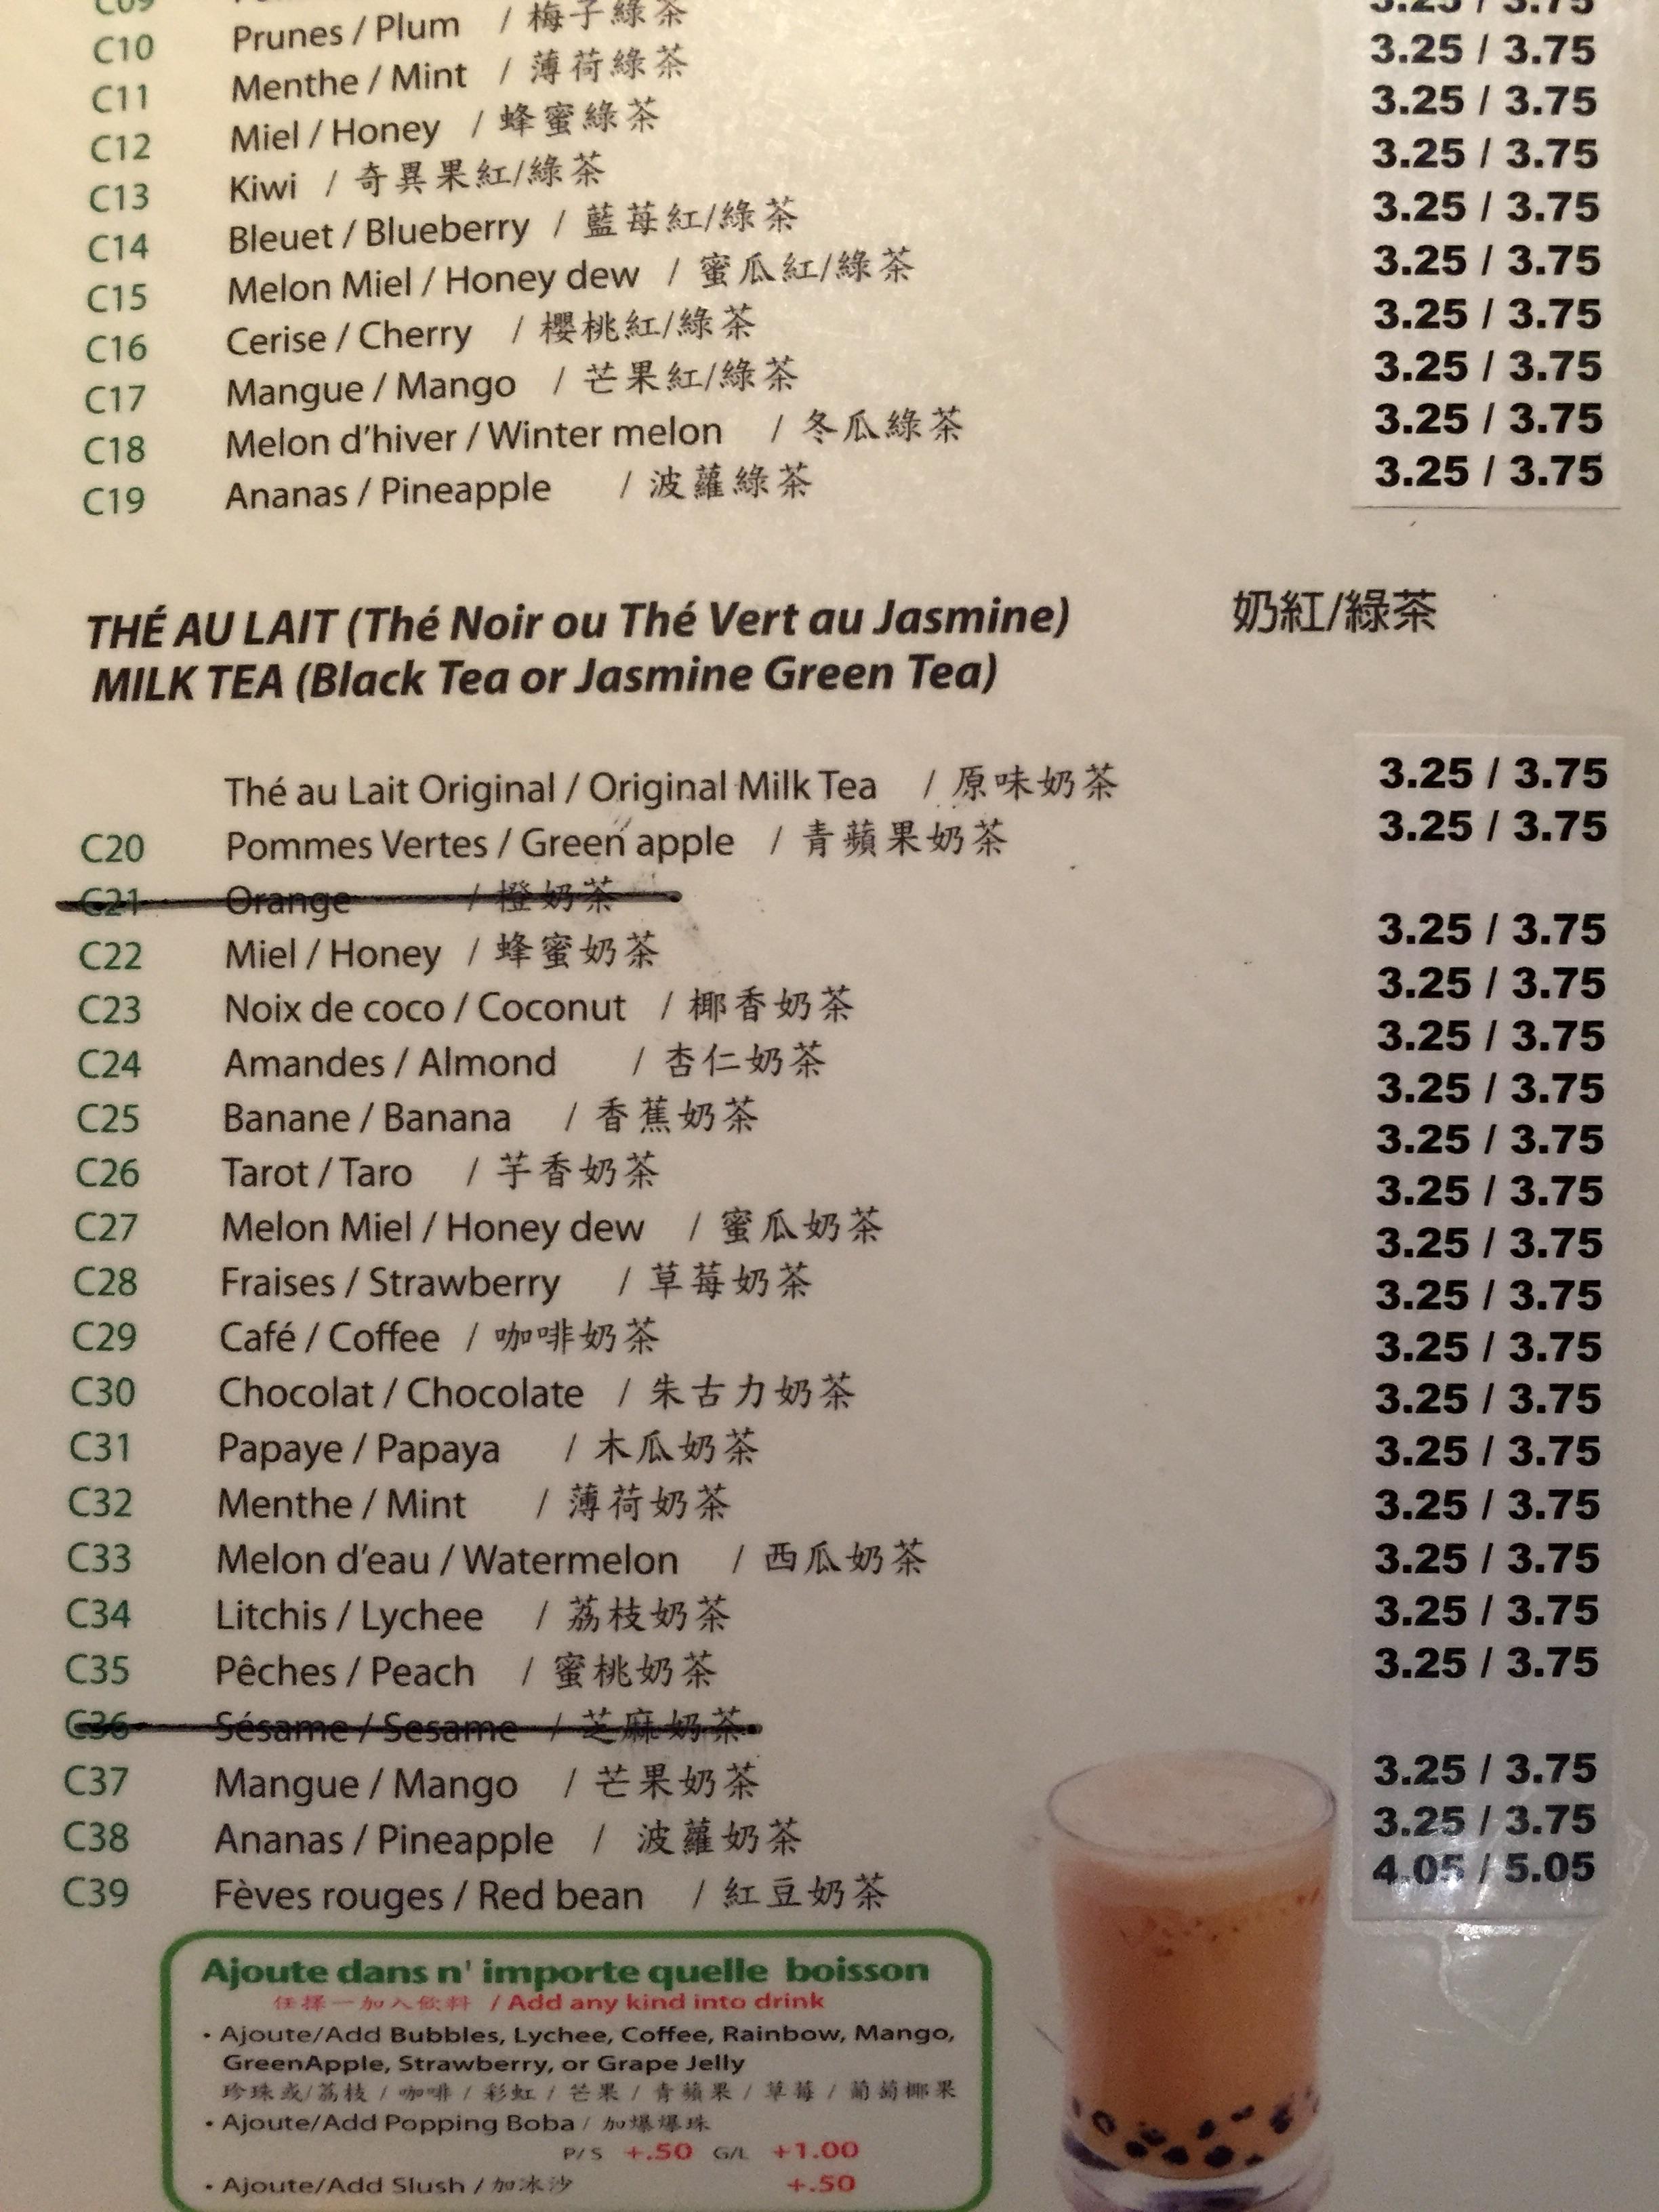 C10 Prunes / Plum / 梅子綠茶 3.25 / 3.75
C11 Menthe / Mint / 薄荷綠茶 3.25 / 3.75
C12 Miel / Honey / 蜂蜜綠茶 3.25 / 3.75
C13 Kiwi / 奇異果紅/綠茶 3.25 / 3.75
C14 Bleuet / Blueberry / 藍莓紅/綠茶 3.25 / 3.75
C15 Melon Miel / Honey dew / 蜜瓜紅/綠茶 3.25 / 3.75
C16 Cerise / Cherry / 櫻桃紅/綠茶 3.25 / 3.75
C17 Mangue / Mango / 芒果紅/綠茶 3.25 / 3.75
C18 Melon d'hiver / Winter melon / 冬瓜綠茶 3.25 / 3.75
C19 Ananas / Pineapple / 波蘿綠茶
THÉ AU LAIT (Thé Noir ou Thé Vert au Jasmine) 奶紅/綠茶
MILK TEA (Black Tea or Jasmine Green Tea)
Thé au Lait Original / Original Milk Tea / 原味奶茶 3.25 / 3.75
C20 Pommes Vertes / Green apple / 青蘋果奶茶 3.25 / 3.75
C21 Orange / 橙奶茶
C22 Miel / Honey / 蜂蜜奶茶 3.25 / 3.75
C23 Noix de coco / Coconut / 椰香奶茶 3.25 / 3.75
C24 Amandes / Almond / 杏仁奶茶 3.25 / 3.75
C25 Banane / Banana / 香蕉奶茶 3.25 / 3.75
C26 Tarot / Taro / 芋香奶茶 3.25 / 3.75
C27 Melon Miel / Honey dew / 蜜瓜奶茶 3.25 / 3.75
C28 Fraises / Strawberry / 草莓奶茶 3.25 / 3.75
C29 Café / Coffee / 咖啡奶茶 3.25 / 3.75
C30 Chocolat / Chocolate / 朱古力奶茶 3.25 / 3.75
C31 Papaye / Papaya / 木瓜奶茶 3.25 / 3.75
C32 Menthe / Mint / 薄荷奶茶 3.25 / 3.75
C33 Melon d'eau / Watermelon / 西瓜奶茶 3.25 / 3.75
C34 Litchis / Lychee / 荔枝奶茶 3.25 / 3.75
C35 Pêches / Peach / 蜜桃奶茶 3.25 / 3.75
C36 Sésame / Sesame / 芝麻奶茶
C37 Mangue / Mango / 芒果奶茶 3.25 / 3.75
C38 Ananas / Pineapple / 波蘿奶茶 3.25 / 3.75
C39 Fèves rouges / Red bean / 紅豆奶茶 4.05 / 5.05
Ajoute dans n' importe quelle boisson
任擇一加入飲料 / Add any kind into drink
• Ajoute/Add Bubbles, Lychee, Coffee, Rainbow, Mango,
GreenApple, Strawberry, or Grape Jelly
珍珠或/荔枝 / 咖啡 / 彩虹 / 芒果 / 青蘋果 / 草莓 / 葡萄椰果
• Ajoute/Add Popping Boba / 加爆爆珠
P/S +.50 G/L +1.00
• Ajoute/Add Slush / 加冰沙 +.50